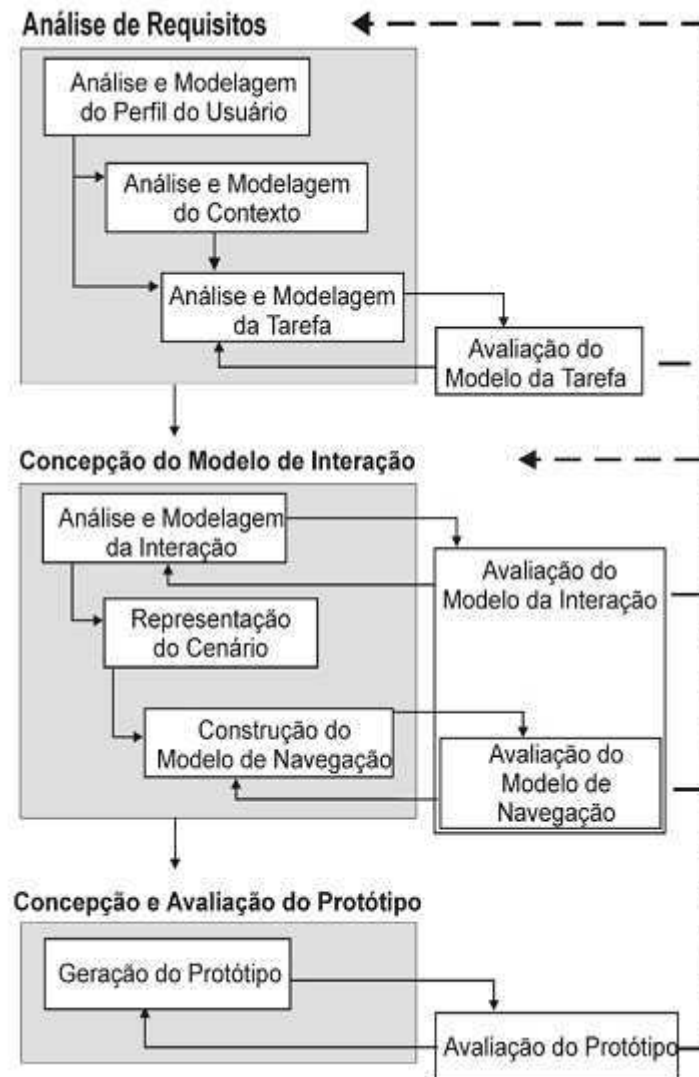 Análise de Requisitos
Análise e Modelagem
do Perfil do Usuário
Análise e Modelagem
do Contexto
Análise e Modelagem
da Tarefa
Avaliação do
Modelo da Tarefa
Concepção do Modelo de Interação
Análise e Modelagem
da Interação
Avaliação do
Modelo da Interação
Representação
do Cenário
Construção do
Modelo de Navegação
Avaliação do
Modelo de
Navegação
Concepção e Avaliação do Protótipo
Geração do Protótipo
Avaliação do Protótipo